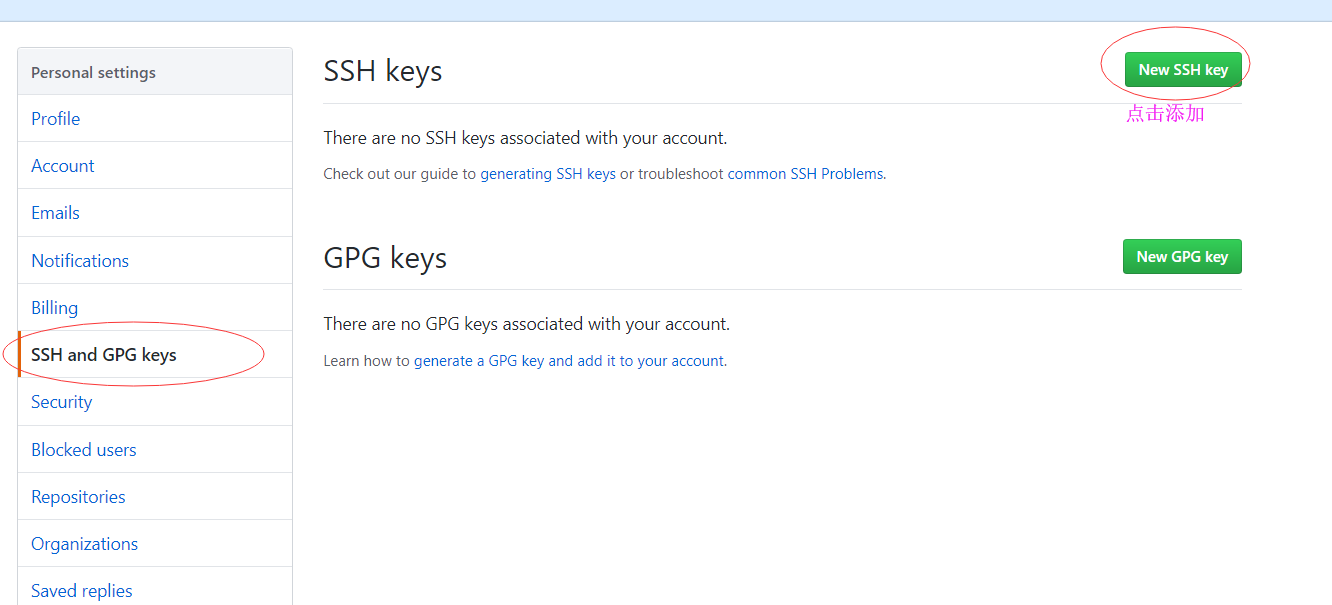 Personal settings
Profile
Account
Emails
Notifications
Billing
SSH and GPG keys
Security
Blocked users
Repositories
Organizations
Saved replies
SSH keys
New SSH key
点击添加
There are no SSH keys associated with your account.
Check out our guide to generating SSH keys or troubleshoot common SSH Problems.
GPG keys
New GPG key
There are no GPG keys associated with your account.
Learn how to generate a GPG key and add it to your account.